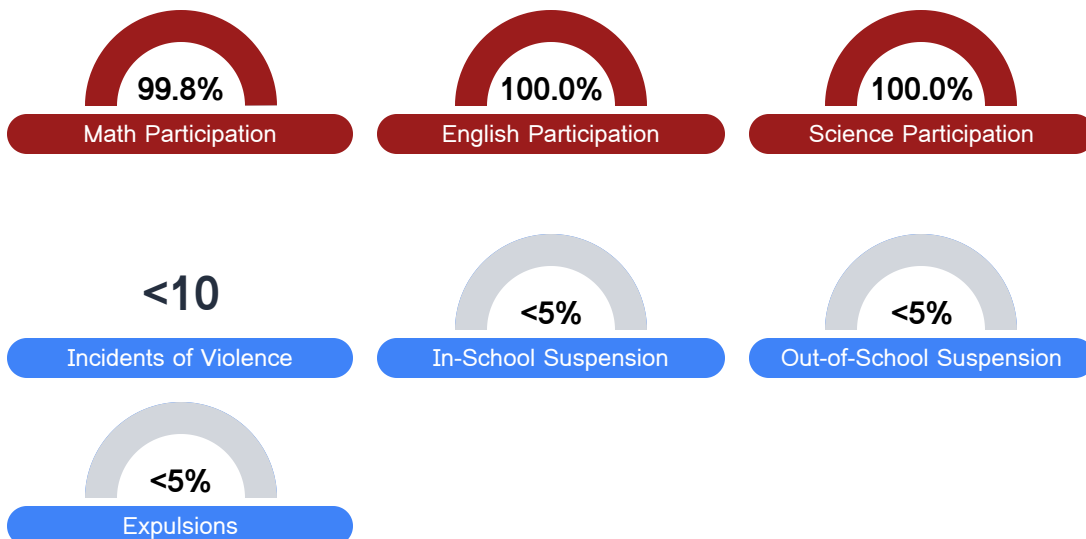 99.8%
Math Participation
100.0%
English Participation
100.0%
Science Participation
<10
Incidents of Violence
<5%
In-School Suspension
<5%
Out-of-School Suspension
<5%
Expulsions